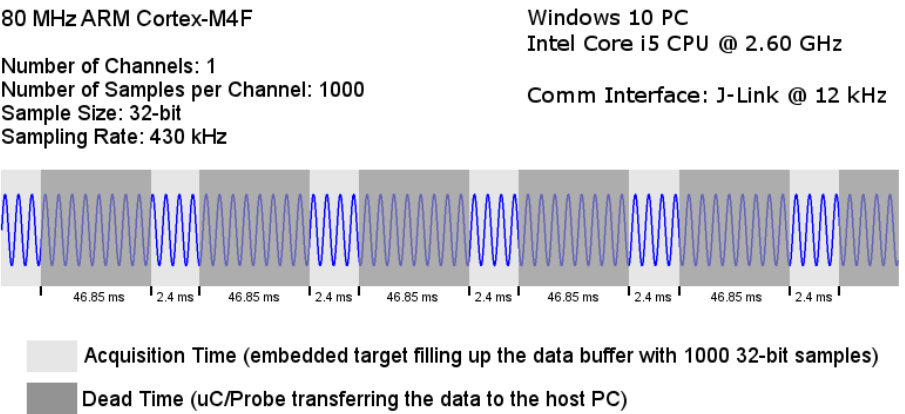 80 MHz ARM Cortex-M4F
Number of Channels: 1
Number of Samples per Channel: 1000
Sample Size: 32-bit
Sampling Rate: 430 kHz
Windows 10 PC
Intel Core i5 CPU @ 2.60 GHz
Comm Interface: J-Link @ 12 kHz
46.85 ms 2.4 ms 46.85 ms 2.4 ms 46.85 ms 2.4 ms 46.85 ms 2.4 ms 46.85 ms 2.4 ms
Acquisition Time (embedded target filling up the data buffer with 1000 32-bit samples)
Dead Time (uC/Probe transferring the data to the host PC)